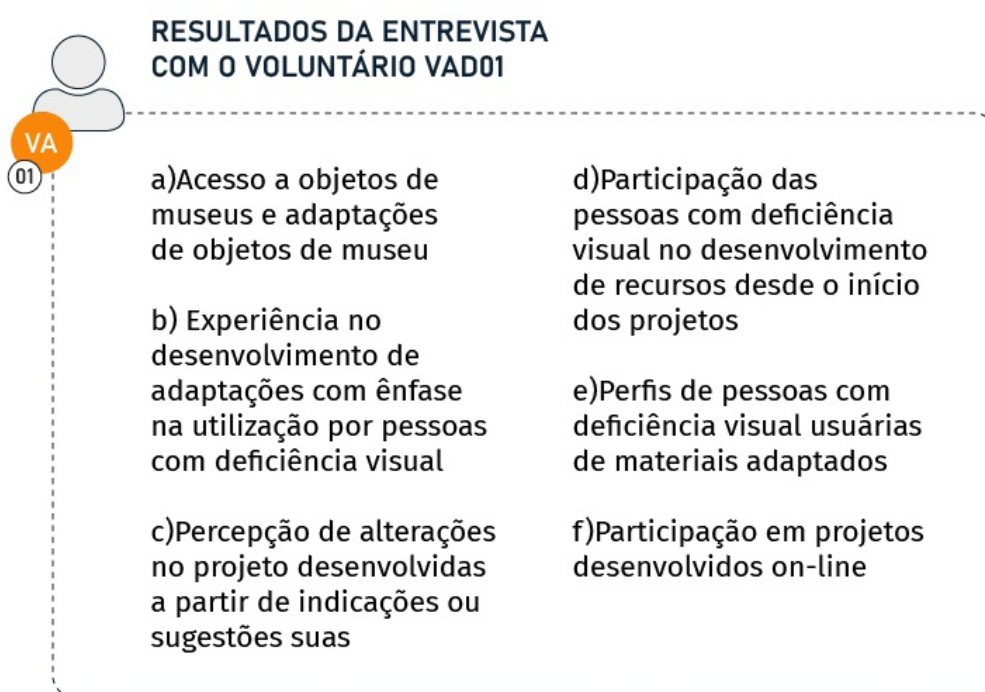 RESULTADOS DA ENTREVISTA
COM O VOLUNTÁRIO VAD01
VA
01
a)Acesso a objetos de
museus e adaptações
de objetos de museu
b) Experiência no
desenvolvimento de
adaptações com ênfase
na utilização por pessoas
com deficiência visual
c)Percepção de alterações
no projeto desenvolvidas
a partir de indicações ou
sugestões suas
d)Participação das
pessoas com deficiência
visual no desenvolvimento
de recursos desde o início
dos projetos
e)Perfis de pessoas com
deficiência visual usuárias
de materiais adaptados
f)Participação em projetos
desenvolvidos on-line